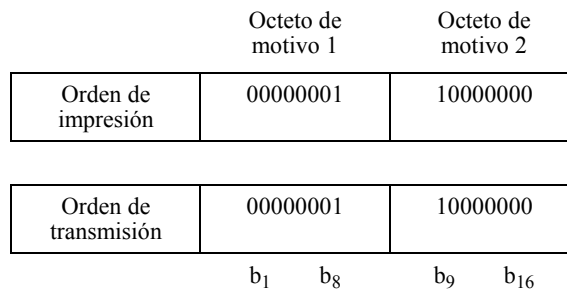 Octeto de motivo 1 Octeto de motivo 2
Orden de impresión 00000001 10000000
Orden de transmisión 00000001 10000000
b1 b8 b9 b16